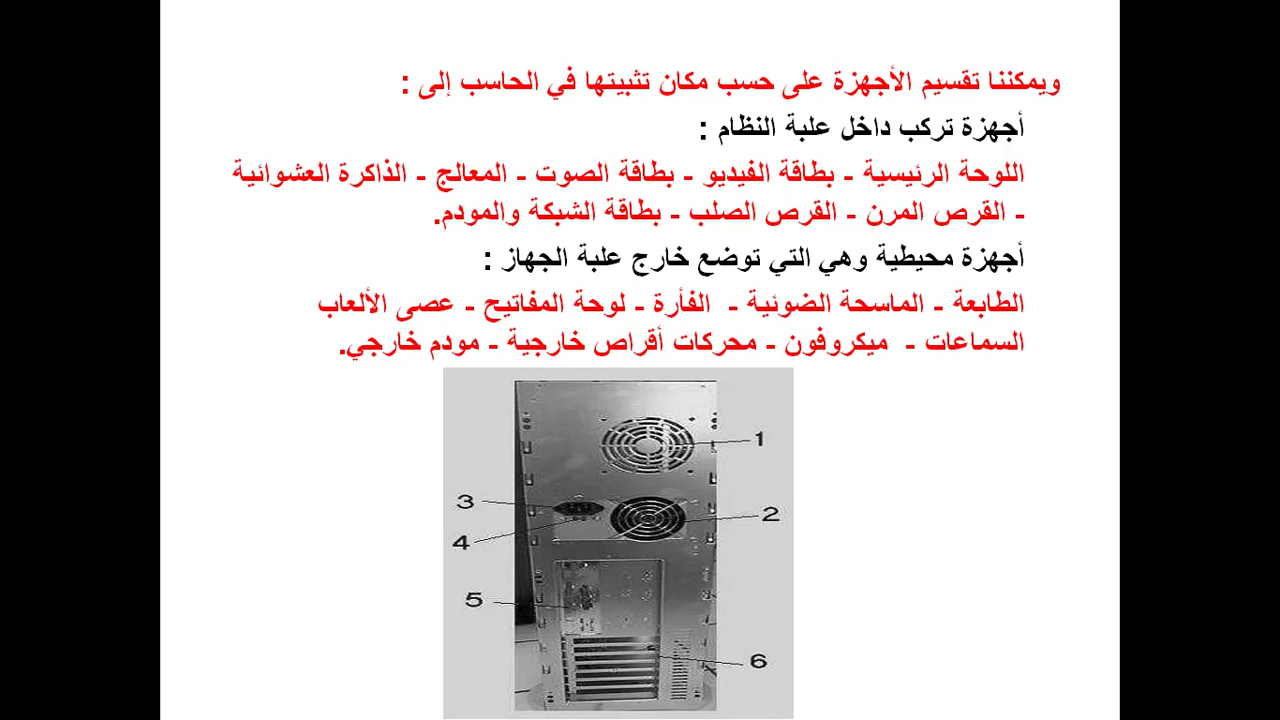 ويمكننا تقسيم الأجهزة على حسب مكان تثبيتها في الحاسب إلى :
أجهزة تركب داخل علبة النظام :
اللوحة الرئيسية - بطاقة الفيديو - بطاقة الصوت - المعالج - الذاكرة العشوائية
- القرص المرن - القرص الصلب - بطاقة الشبكة والمودم.
أجهزة محيطية وهي التي توضع خارج علبة الجهاز :
الطابعة - الماسحة الضوئية - الفأرة - لوحة المفاتيح - عصى الألعاب
السماعات - ميكروفون - محركات أقراص خارجية - مودم خارجي.
1
3
2
4
5
6